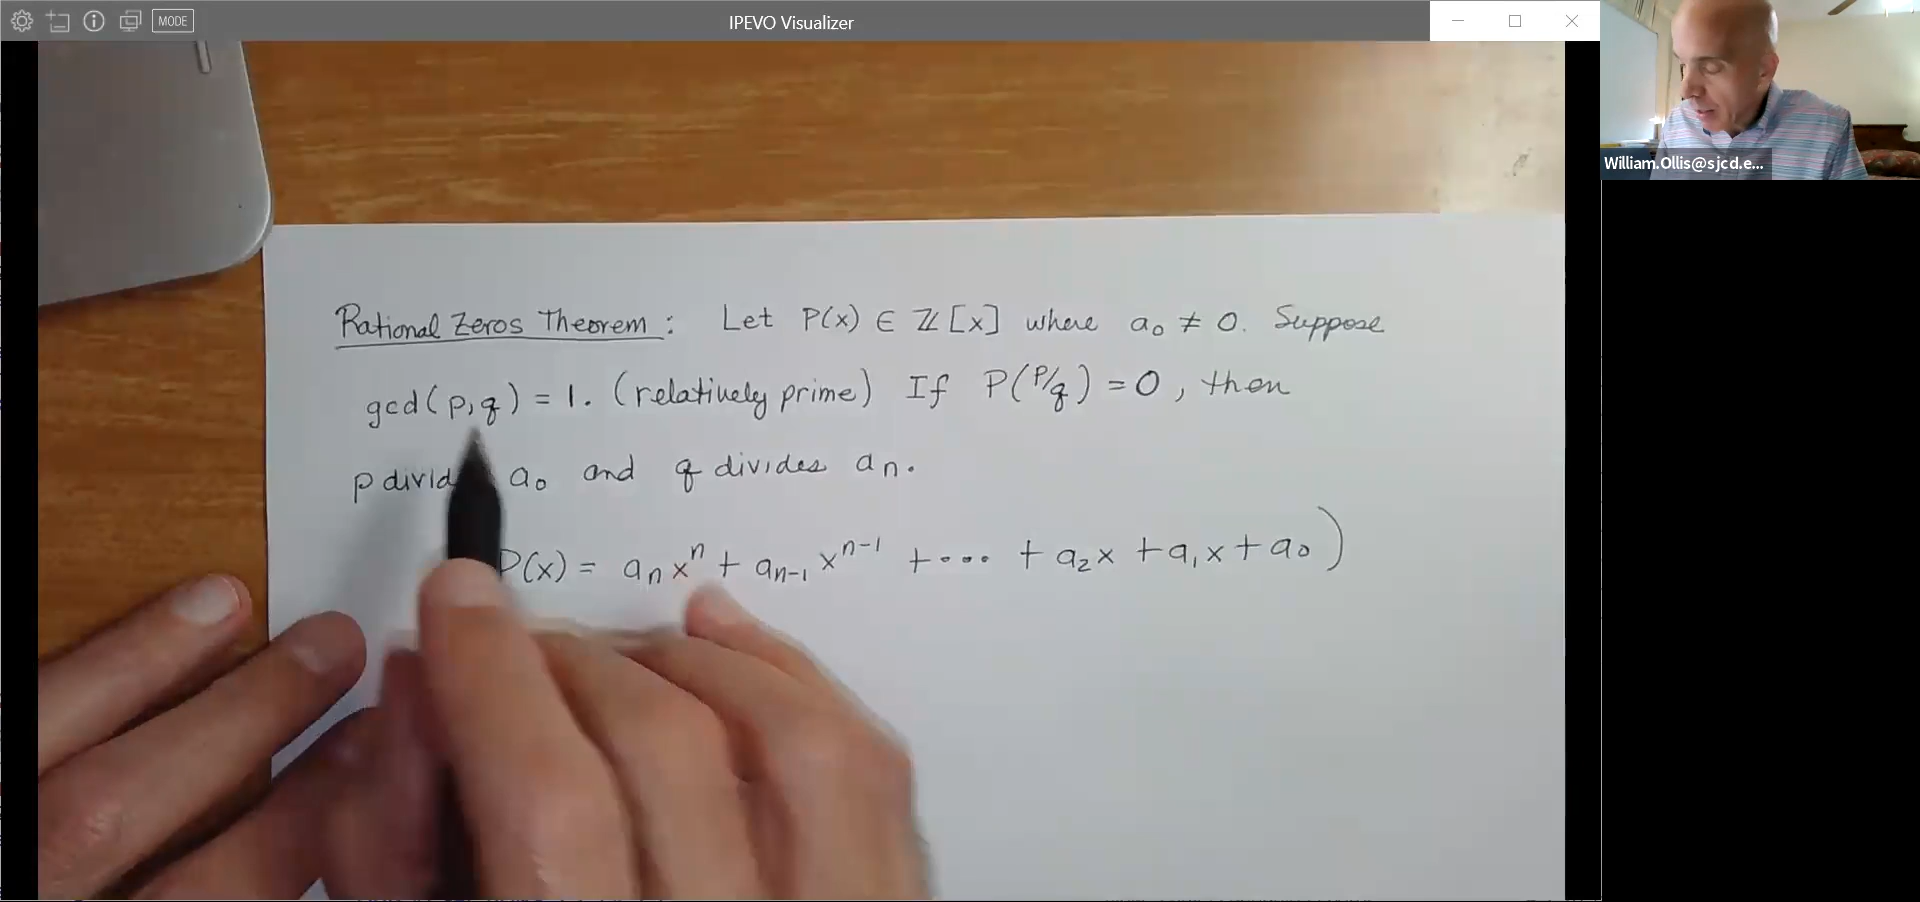 MODE
IPEVO Visualizer
William.Ollis@sjcd.e...
Rational Zeros Theorem : Let P(x) ∈ ℤ[x] where a₀ ≠ 0. Suppose
gcd(p,q) = 1. (relatively prime) If P(p/q) = 0, then
p divid a₀ and q divides aₙ.
P(x) = aₙxⁿ + aₙ₋₁xⁿ⁻¹ + ··· + a₂x + a₁x + a₀)